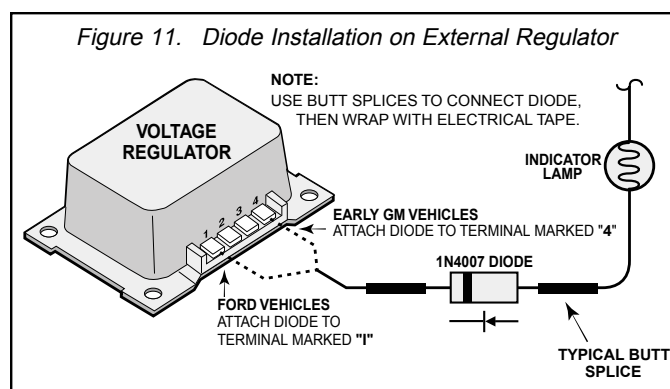 Figure 11. Diode Installation on External Regulator
NOTE:
USE BUTT SPLICES TO CONNECT DIODE,
THEN WRAP WITH ELECTRICAL TAPE.
VOLTAGE
REGULATOR
INDICATOR
LAMP
1 2 3 4
EARLY GM VEHICLES
ATTACH DIODE TO TERMINAL MARKED "4"
1N4007 DIODE
FORD VEHICLES
ATTACH DIODE TO
TERMINAL MARKED "I"
TYPICAL BUTT
SPLICE